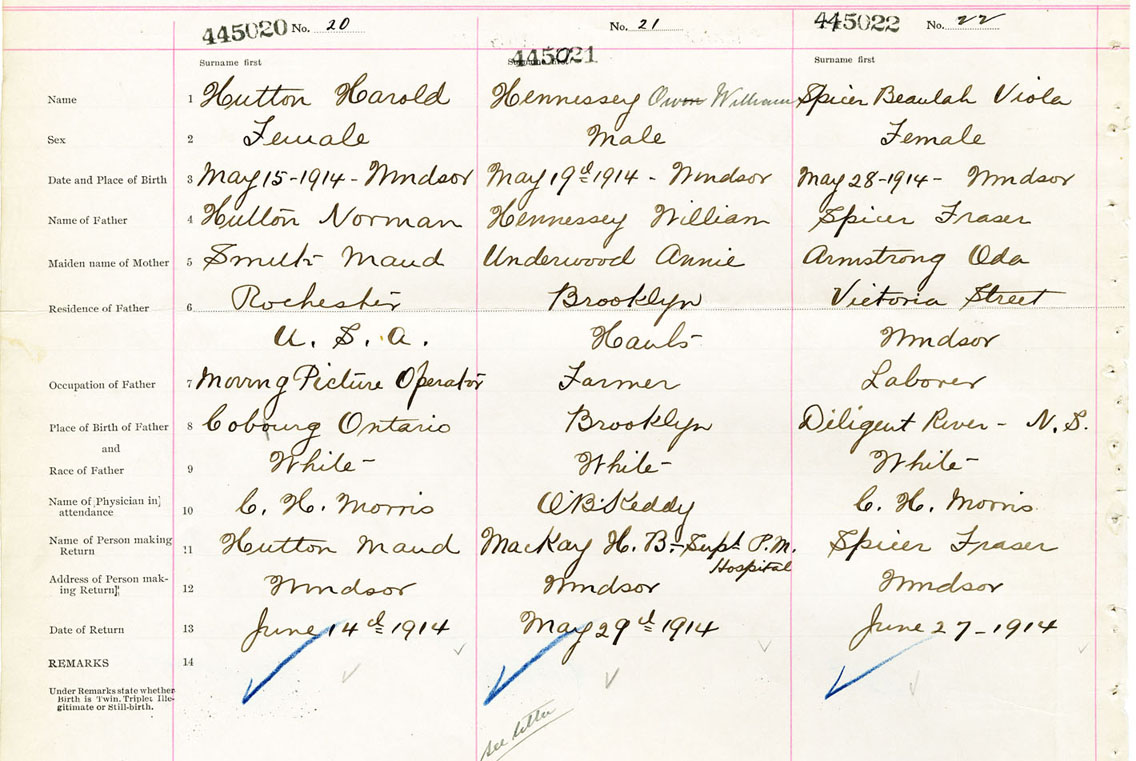 445020 No. 20 No. 21 445022 No. 22
445021
Surname first Surname first Surname first
Name 1 Hutton Harold Hennessey Owen William Spicer Beaulah Viola
Sex 2 Female Male Female
Date and Place of Birth 3 May 15-1914- Windsor May 19th 1914 - Windsor May 28-1914- Windsor
Name of Father 4 Hutton Norman Hennessey William Spicer Fraser
Maiden name of Mother 5 Maud Underwood Annie Armstrong Oda
Residence of Father 6 Rochester Brooklyn Victoria Street
U. S. A. Hants Windsor
Occupation of Father 7 Moving Picture Operator Farmer Laborer
Place of Birth of Father 8 Cobourg Ontario Brooklyn Diligent River - N. S.
and
Race of Father 9 White - White - White -
Name of Physician in attendance 10 C. H. Morris O B Keddy C. H. Morris
Name of Person making Return 11 Hutton Maud MacKay H. B.- Supt P. M. Hospital Spicer Fraser
Address of Person making Return 12 Windsor Windsor Windsor
Date of Return 13 June 14th 1914 May 29th 1914 June 27-1914
REMARKS 14
Under Remarks state whether
Birth is Twin, Triplet Ille-
gitimate or Still-birth.
see letter